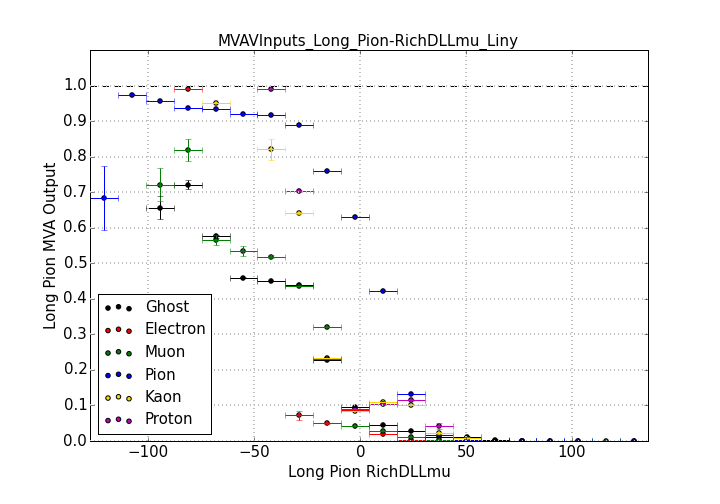 MVAVInputs_Long_Pion-RichDLLmu_Liny
1.0
0.9
0.8
0.7
0.6
0.5
0.4
0.3
0.2
0.1
0.0
Long Pion MVA Output
Ghost
Electron
Muon
Pion
Kaon
Proton
−100 −50 0 50 100
Long Pion RichDLLmu